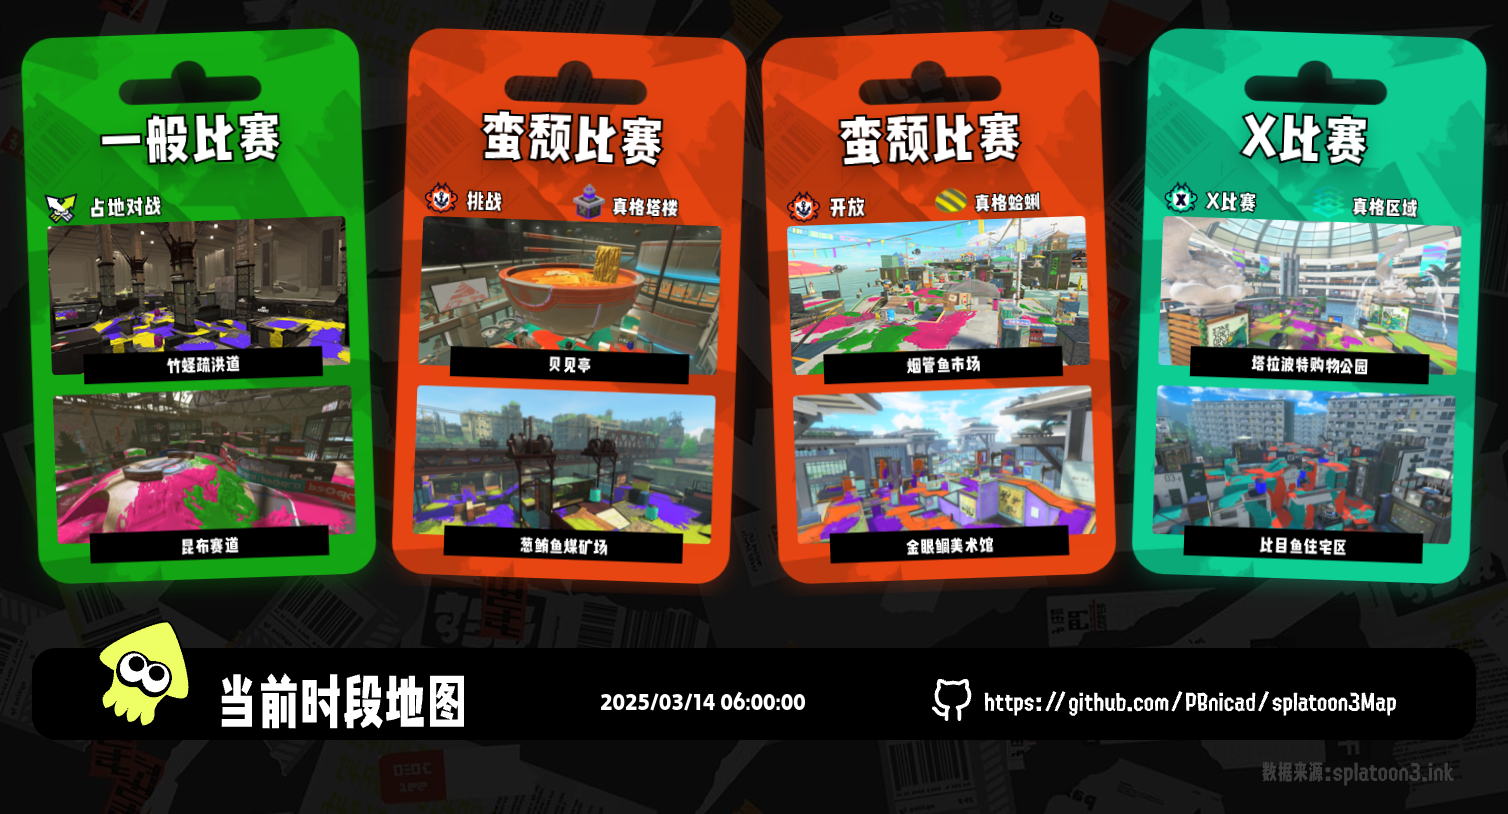 一般比赛
占地对战
竹蛏疏洪道
昆布赛道
蛮颓比赛
挑战
真格塔楼
贝贝亭
葱鲔鱼煤矿场
蛮颓比赛
开放
真格蛤蜊
烟管鱼市场
金眼鲷美术馆
X比赛
X比赛
真格区域
塔拉波特购物公园
比目鱼住宅区
当前时段地图
2025/03/14 06:00:00
https://github.com/PBnicad/splatoon3Map
数据来源:splatoon3.ink